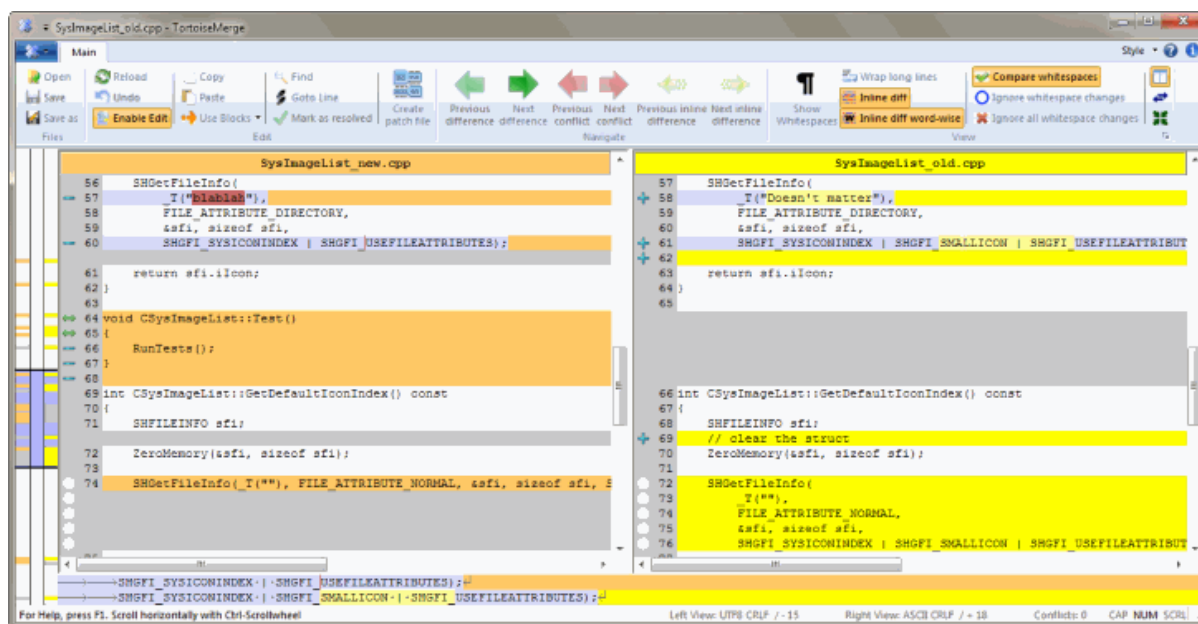 SysImageList_old.cpp - TortoiseMerge
Main
Style
Open
Save
Save as
Files
Reload
Undo
Enable Edit
Copy
Paste
Use Blocks
Find
Goto Line
Mark as resolved
Edit
Create
patch file
Previous
difference
Next
difference
Previous
conflict
Next
conflict
Previous inline
difference
Next inline
difference
Navigate
Show
Whitespaces
Wrap long lines
Inline diff
Inline diff word-wise
Compare whitespaces
Ignore whitespace changes
Ignore all whitespace changes
View
SysImageList_new.cpp
56 SHGetFileInfo(
57 _T("blablah"),
58 FILE_ATTRIBUTE_DIRECTORY,
59 &sfi, sizeof sfi,
60 SHGFI_SYSICONINDEX | SHGFI_USEFILEATTRIBUTES);
61 return sfi.iIcon;
62 }
63
64 void CSysImageList::Test()
65 {
66 RunTests();
67 }
68
69 int CSysImageList::GetDefaultIconIndex() const
70 {
71 SHFILEINFO sfi;
72 ZeroMemory(&sfi, sizeof sfi);
73
74 SHGetFileInfo(_T(""), FILE_ATTRIBUTE_NORMAL, &sfi, sizeof sfi, S
SysImageList_old.cpp
57 SHGetFileInfo(
58 _T("Doesn't matter"),
59 FILE_ATTRIBUTE_DIRECTORY,
60 &sfi, sizeof sfi,
61 SHGFI_SYSICONINDEX | SHGFI_SMALLICON | SHGFI_USEFILEATTRIBUT
62
63 return sfi.iIcon;
64 }
65
66 int CSysImageList::GetDefaultIconIndex() const
67 {
68 SHFILEINFO sfi;
69 // clear the struct
70 ZeroMemory(&sfi, sizeof sfi);
71
72 SHGetFileInfo(
73 _T(""),
74 FILE_ATTRIBUTE_NORMAL,
75 &sfi, sizeof sfi,
76 SHGFI_SYSICONINDEX | SHGFI_SMALLICON | SHGFI_USEFILEATTRIBUT
SHGFI_SYSICONINDEX·|·SHGFI_USEFILEATTRIBUTES);
SHGFI_SYSICONINDEX·|·SHGFI_SMALLICON·|·SHGFI_USEFILEATTRIBUTES);
For Help, press F1. Scroll horizontally with Ctrl-Scrollwheel
Left View: UTF8 CRLF / - 15
Right View: ASCII CRLF / + 18
Conflicts: 0
CAP NUM SCRL